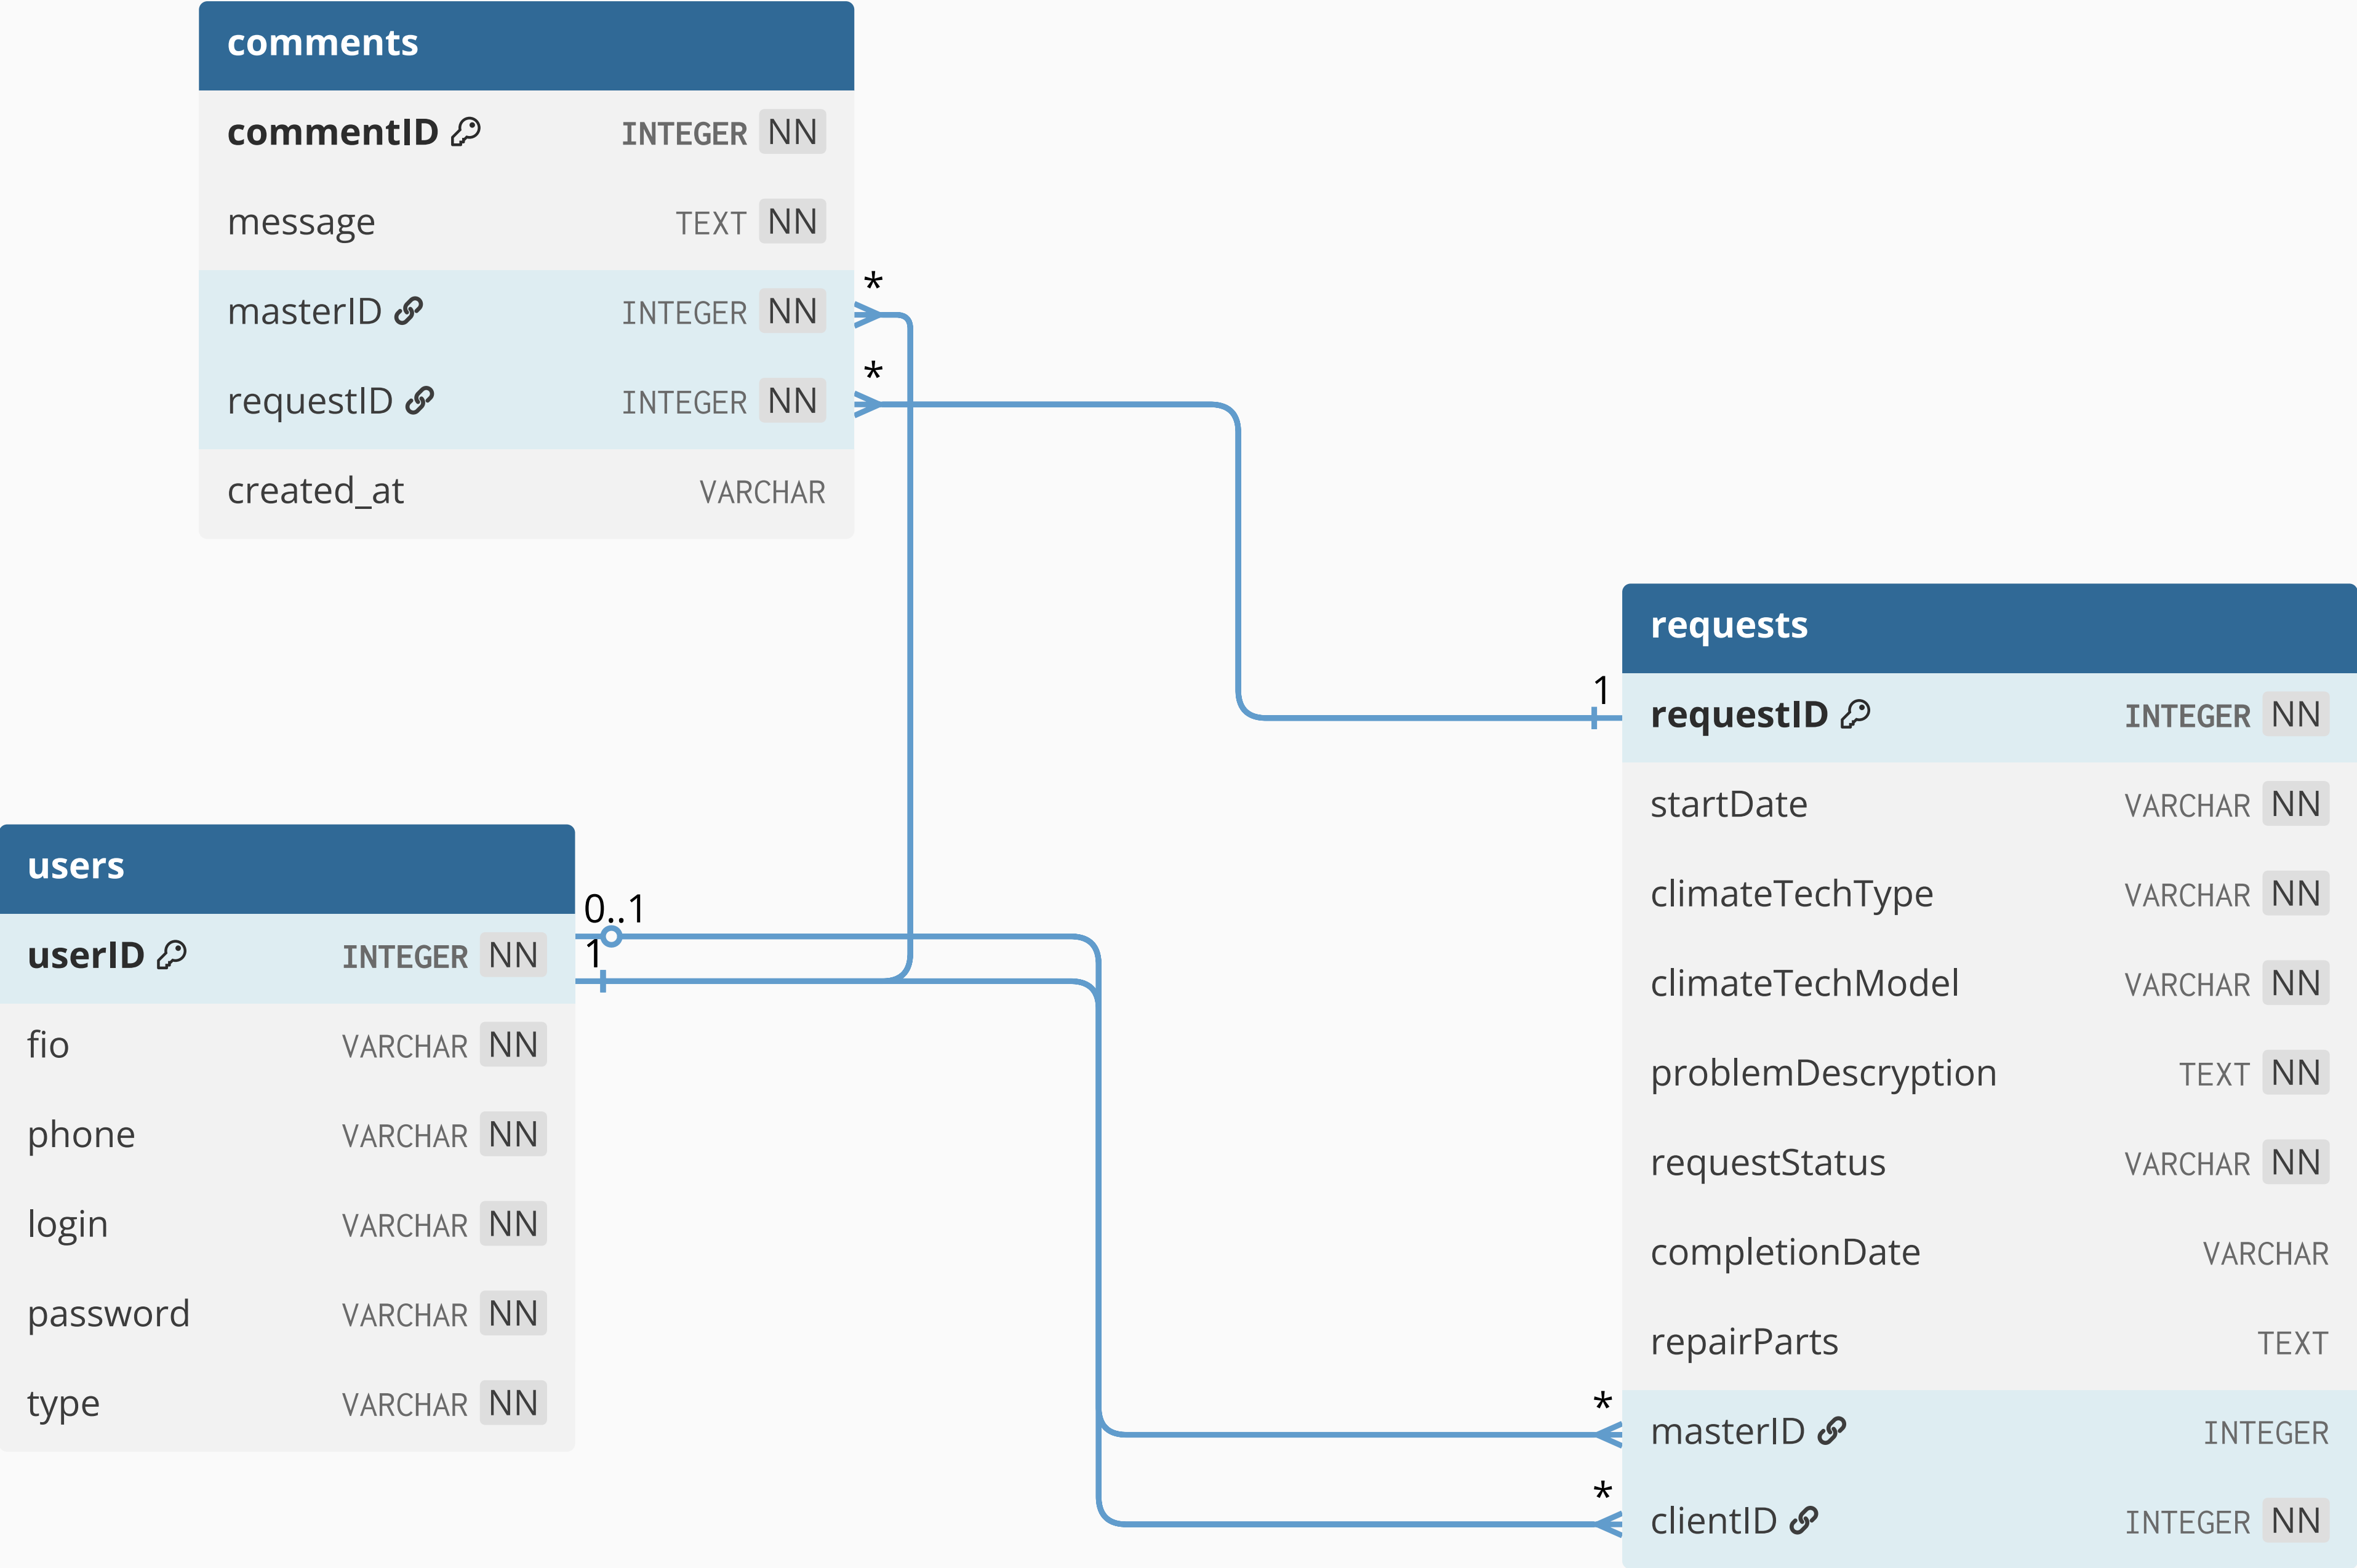 comments
commentID INTEGER NN
message TEXT NN
masterID INTEGER NN
*
requestID INTEGER NN
*
created_at VARCHAR
users
userID INTEGER NN
0..1
1
fio VARCHAR NN
phone VARCHAR NN
login VARCHAR NN
password VARCHAR NN
type VARCHAR NN
requests
1
requestID INTEGER NN
startDate VARCHAR NN
climateTechType VARCHAR NN
climateTechModel VARCHAR NN
problemDescryption TEXT NN
requestStatus VARCHAR NN
completionDate VARCHAR
repairParts TEXT
*
masterID INTEGER
*
clientID INTEGER NN